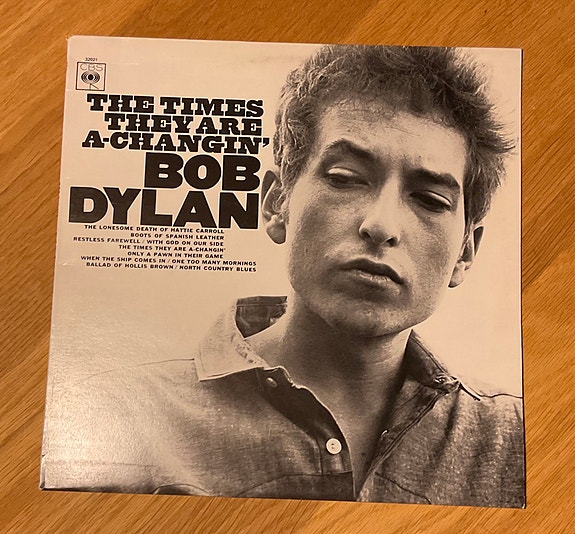 32021
CBS
THE TIMES
THEY ARE
A-CHANGIN'
BOB
DYLAN
THE LONESOME DEATH OF HATTIE CARROLL
BOOTS OF SPANISH LEATHER
RESTLESS FAREWELL / WITH GOD ON OUR SIDE
THE TIMES THEY ARE A-CHANGIN'
ONLY A PAWN IN THEIR GAME
WHEN THE SHIP COMES IN / ONE TOO MANY MORNINGS
BALLAD OF HOLLIS BROWN / NORTH COUNTRY BLUES